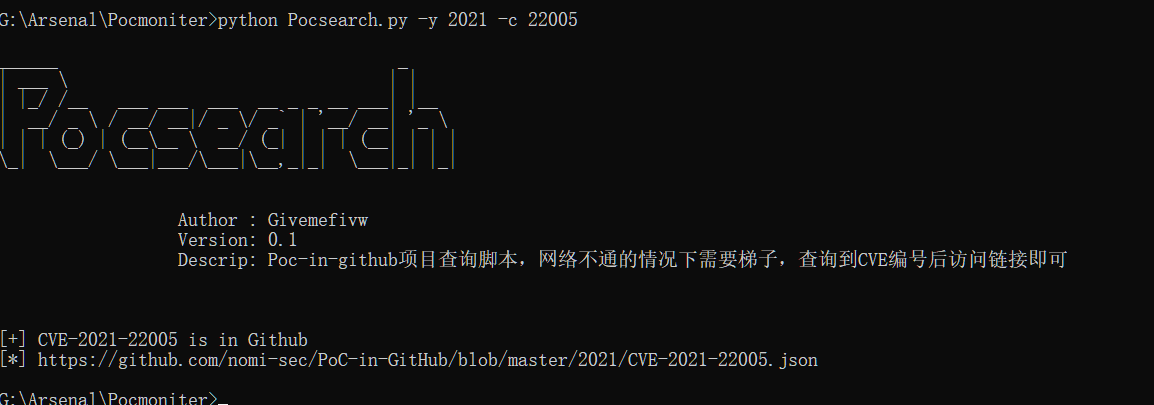 G:\Arsenal\Pocmoniter>python Pocsearch.py -y 2021 -c 22005
Pocsearch
Author : Givemefivw
Version: 0.1
Descrip: Poc-in-github项目查询脚本，网络不通的情况下需要梯子，查询到CVE编号后访问链接即可
[+] CVE-2021-22005 is in Github
[*] https://github.com/nomi-sec/PoC-in-GitHub/blob/master/2021/CVE-2021-22005.json
G:\Arsenal\Pocmoniter>_